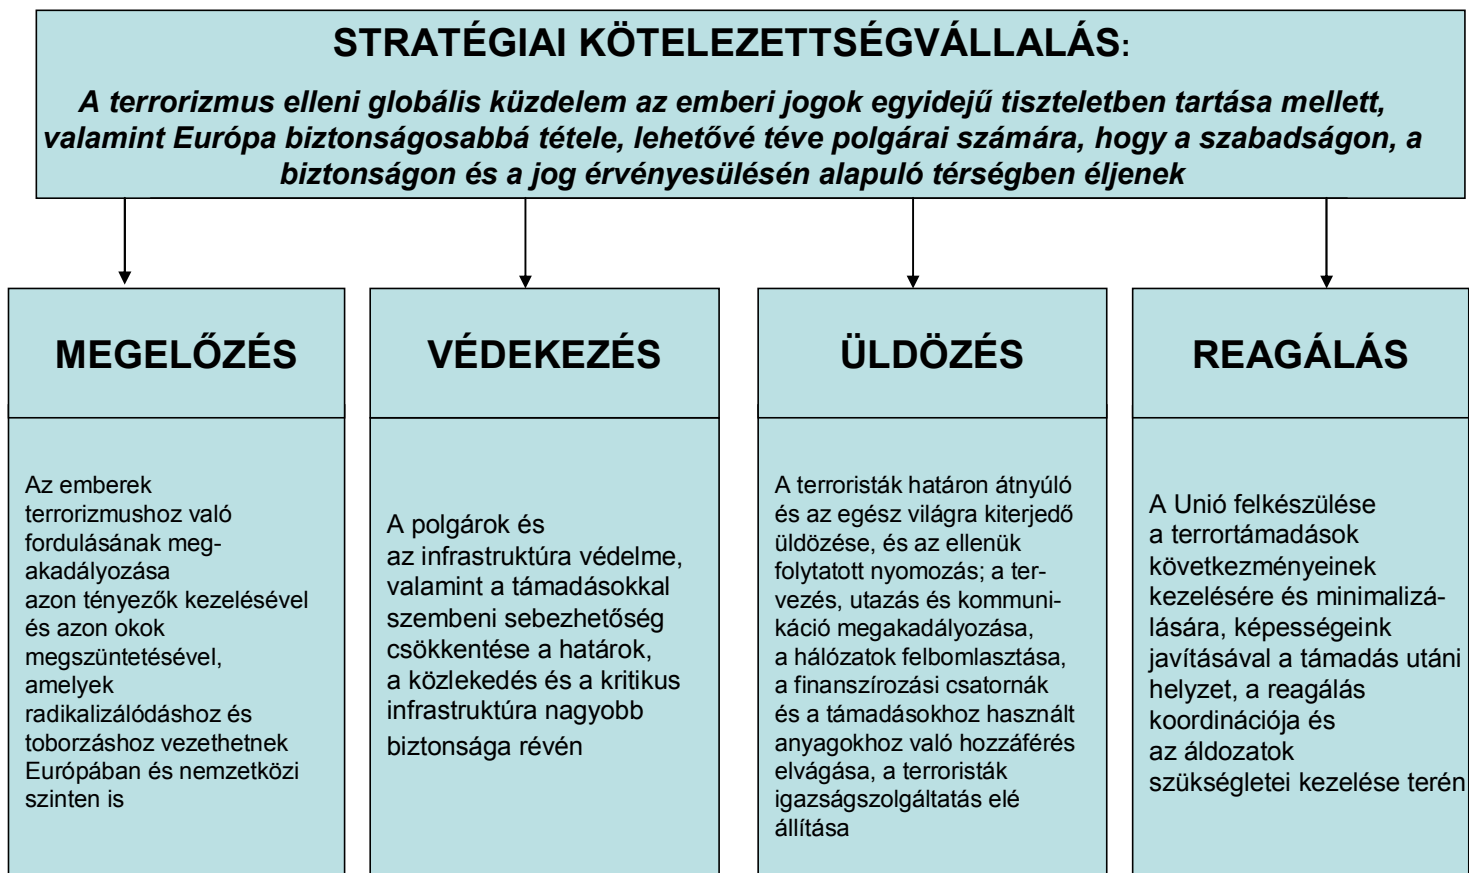 STRATÉGIAI KÖTELEZETTSÉGVÁLLALÁS:
A terrorizmus elleni globális küzdelem az emberi jogok egyidejű tiszteletben tartása mellett,
valamint Európa biztonságosabbá tétele, lehetővé téve polgárai számára, hogy a szabadságon, a
biztonságon és a jog érvényesülésén alapuló térségben éljenek
MEGELŐZÉS
Az emberek
terrorizmushoz való
fordulásának meg-
akadályozása
azon tényezők kezelésével
és azon okok
megszüntetésével,
amelyek
radikalizálódáshoz és
toborzáshoz vezethetnek
Európában és nemzetközi
szinten is
VÉDEKEZÉS
A polgárok és
az infrastruktúra védelme,
valamint a támadásokkal
szembeni sebezhetőség
csökkentése a határok,
a közlekedés és a kritikus
infrastruktúra nagyobb
biztonsága révén
ÜLDÖZÉS
A terroristák határon átnyúló
és az egész világra kiterjedő
üldözése, és az ellenük
folytatott nyomozás; a ter-
vezés, utazás és kommuni-
káció megakadályozása,
a hálózatok felbomlasztása,
a finanszírozási csatornák
és a támadásokhoz használt
anyagokhoz való hozzáférés
elvágása, a terroristák
igazságszolgáltatás elé
állítása
REAGÁLÁS
A Unió felkészülése
a terrortámadások
következményeinek
kezelésére és minimalizá-
lására, képességeink
javításával a támadás utáni
helyzet, a reagálás
koordinációja és
az áldozatok
szükségletei kezelése terén